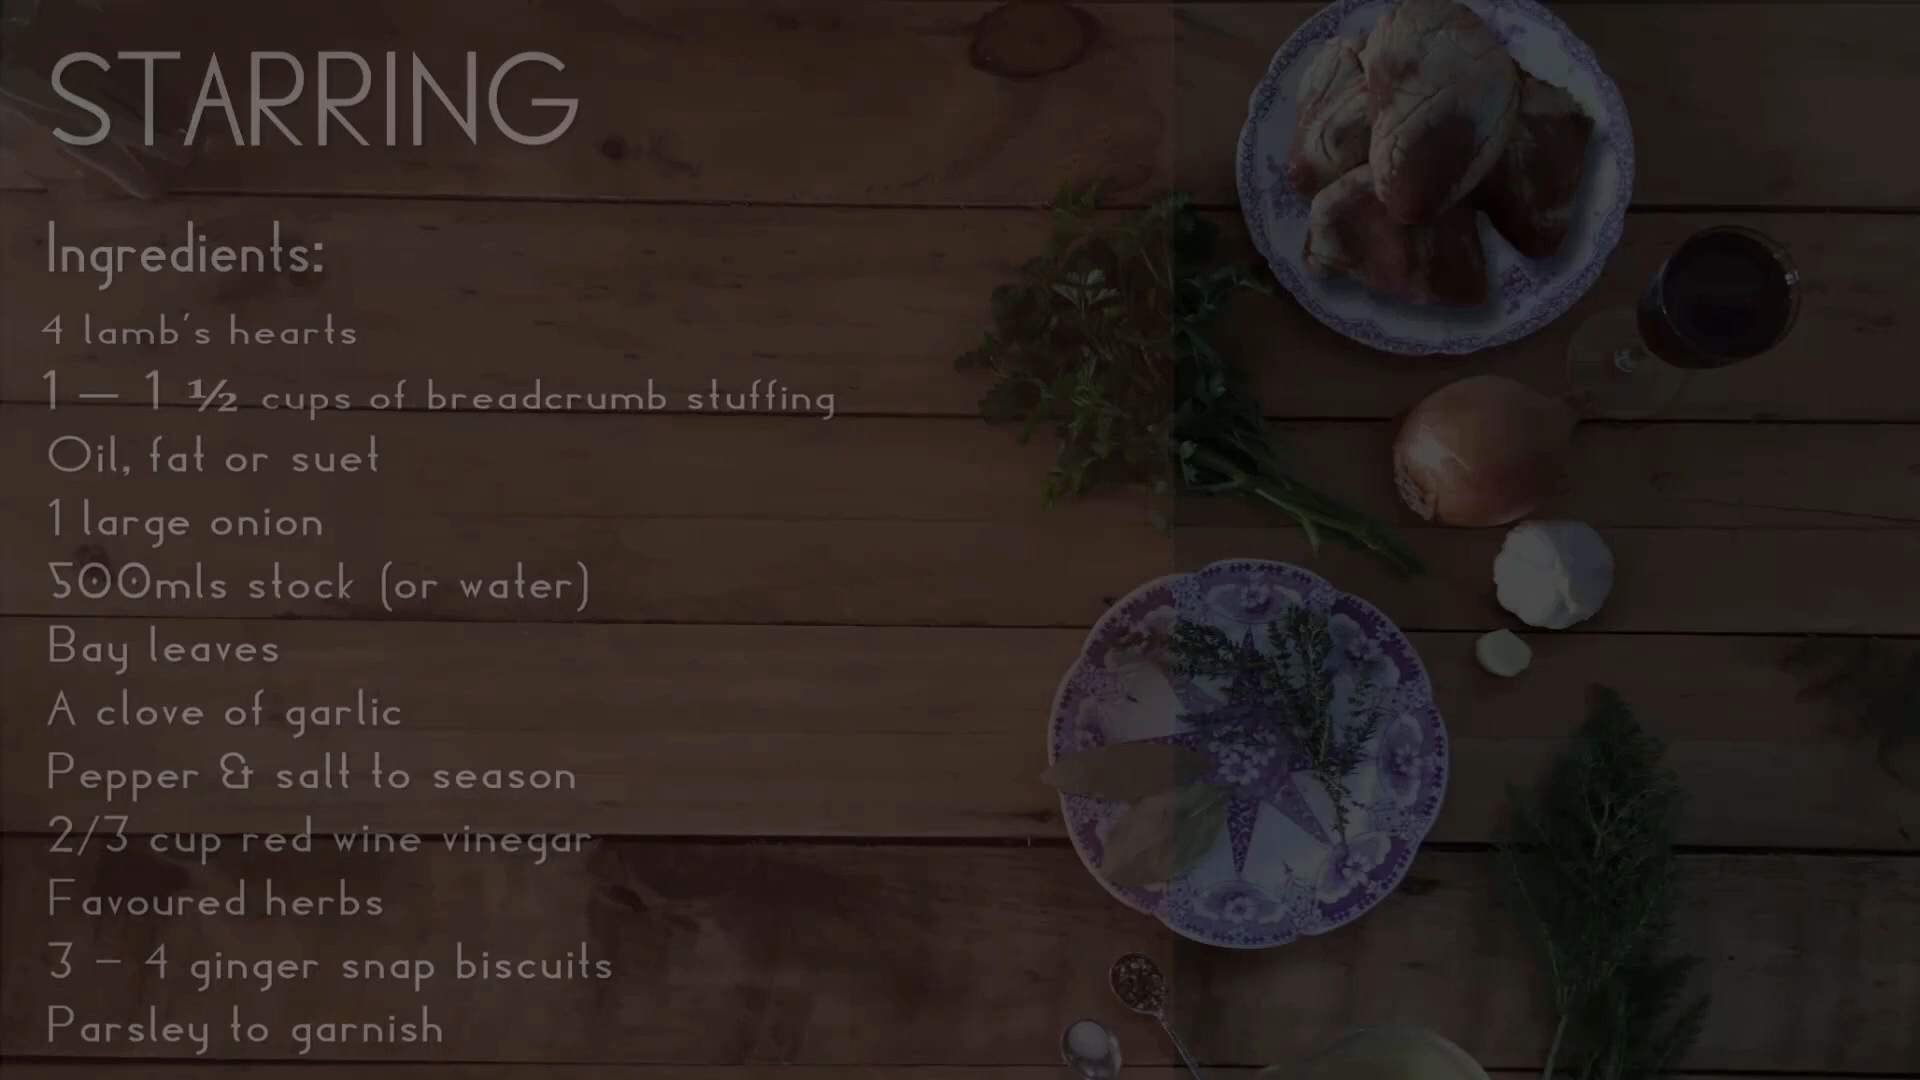 STARRING
Ingredients:
4 lamb's hearts
1 – 1 ½ cups of breadcrumb stuffing
Oil, fat or suet
1 large onion
500mls stock (or water)
Bay leaves
A clove of garlic
Pepper & salt to season
2/3 cup red wine vinegar
Favoured herbs
3 – 4 ginger snap biscuits
Parsley to garnish